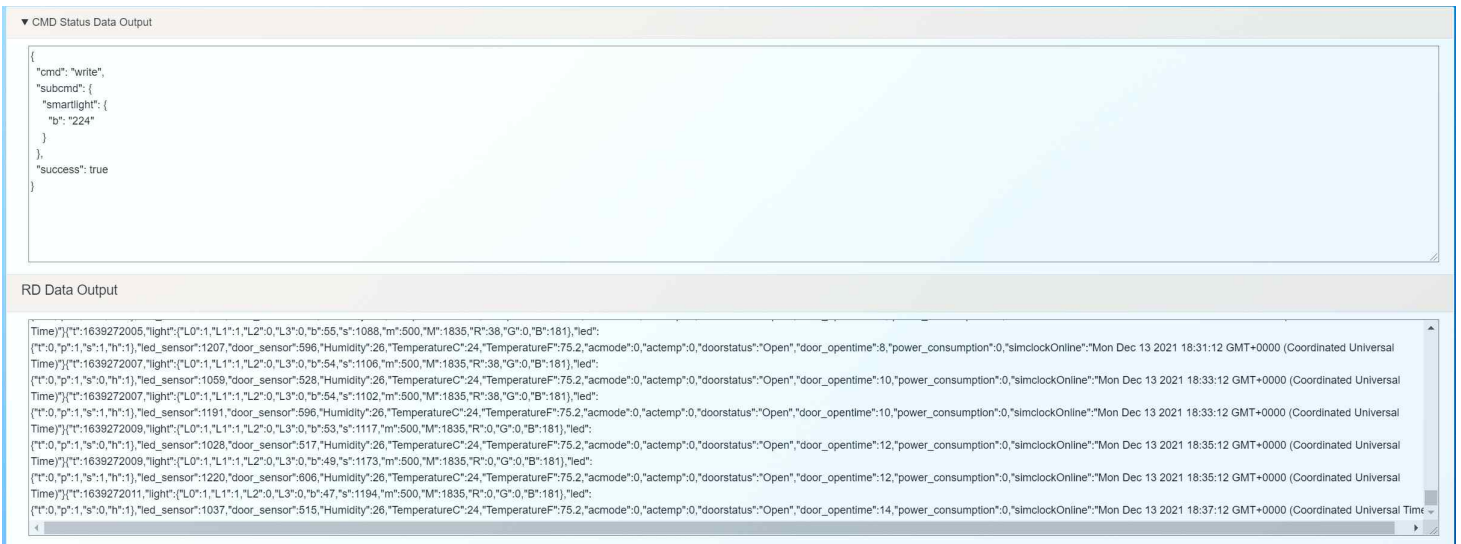 ▼ CMD Status Data Output
{
"cmd": "write",
"subcmd": {
"smartlight": {
"b": "224"
}
},
"success": true
}
RD Data Output
Time)"}{"t":1639272005,"light":{"L0":1,"L1":1,"L2":0,"L3":0,"b":55,"s":1088,"m":500,"M":1835,"R":38,"G":0,"B":181},"led":
{"t":0,"p":1,"s":1,"h":1},"led_sensor":1207,"door_sensor":596,"Humidity":26,"TemperatureC":24,"TemperatureF":75.2,"acmode":0,"actemp":0,"doorstatus":"Open","door_opentime":8,"power_consumption":0,"simclockOnline":"Mon Dec 13 2021 18:31:12 GMT+0000 (Coordinated Universal
Time)"}{"t":1639272007,"light":{"L0":1,"L1":1,"L2":0,"L3":0,"b":54,"s":1106,"m":500,"M":1835,"R":38,"G":0,"B":181},"led":
{"t":0,"p":1,"s":0,"h":1},"led_sensor":1059,"door_sensor":528,"Humidity":26,"TemperatureC":24,"TemperatureF":75.2,"acmode":0,"actemp":0,"doorstatus":"Open","door_opentime":10,"power_consumption":0,"simclockOnline":"Mon Dec 13 2021 18:33:12 GMT+0000 (Coordinated Universal
Time)"}{"t":1639272007,"light":{"L0":1,"L1":1,"L2":0,"L3":0,"b":54,"s":1102,"m":500,"M":1835,"R":38,"G":0,"B":181},"led":
{"t":0,"p":1,"s":1,"h":1},"led_sensor":1191,"door_sensor":596,"Humidity":26,"TemperatureC":24,"TemperatureF":75.2,"acmode":0,"actemp":0,"doorstatus":"Open","door_opentime":10,"power_consumption":0,"simclockOnline":"Mon Dec 13 2021 18:33:12 GMT+0000 (Coordinated Universal
Time)"}{"t":1639272009,"light":{"L0":1,"L1":1,"L2":0,"L3":0,"b":53,"s":1117,"m":500,"M":1835,"R":0,"G":0,"B":181},"led":
{"t":0,"p":1,"s":0,"h":1},"led_sensor":1028,"door_sensor":517,"Humidity":26,"TemperatureC":24,"TemperatureF":75.2,"acmode":0,"actemp":0,"doorstatus":"Open","door_opentime":12,"power_consumption":0,"simclockOnline":"Mon Dec 13 2021 18:35:12 GMT+0000 (Coordinated Universal
Time)"}{"t":1639272009,"light":{"L0":1,"L1":1,"L2":0,"L3":0,"b":49,"s":1173,"m":500,"M":1835,"R":0,"G":0,"B":181},"led":
{"t":0,"p":1,"s":1,"h":1},"led_sensor":1220,"door_sensor":606,"Humidity":26,"TemperatureC":24,"TemperatureF":75.2,"acmode":0,"actemp":0,"doorstatus":"Open","door_opentime":12,"power_consumption":0,"simclockOnline":"Mon Dec 13 2021 18:35:12 GMT+0000 (Coordinated Universal
Time)"}{"t":1639272011,"light":{"L0":1,"L1":1,"L2":0,"L3":0,"b":47,"s":1194,"m":500,"M":1835,"R":0,"G":0,"B":181},"led":
{"t":0,"p":1,"s":0,"h":1},"led_sensor":1037,"door_sensor":515,"Humidity":26,"TemperatureC":24,"TemperatureF":75.2,"acmode":0,"actemp":0,"doorstatus":"Open","door_opentime":14,"power_consumption":0,"simclockOnline":"Mon Dec 13 2021 18:37:12 GMT+0000 (Coordinated Universal Time